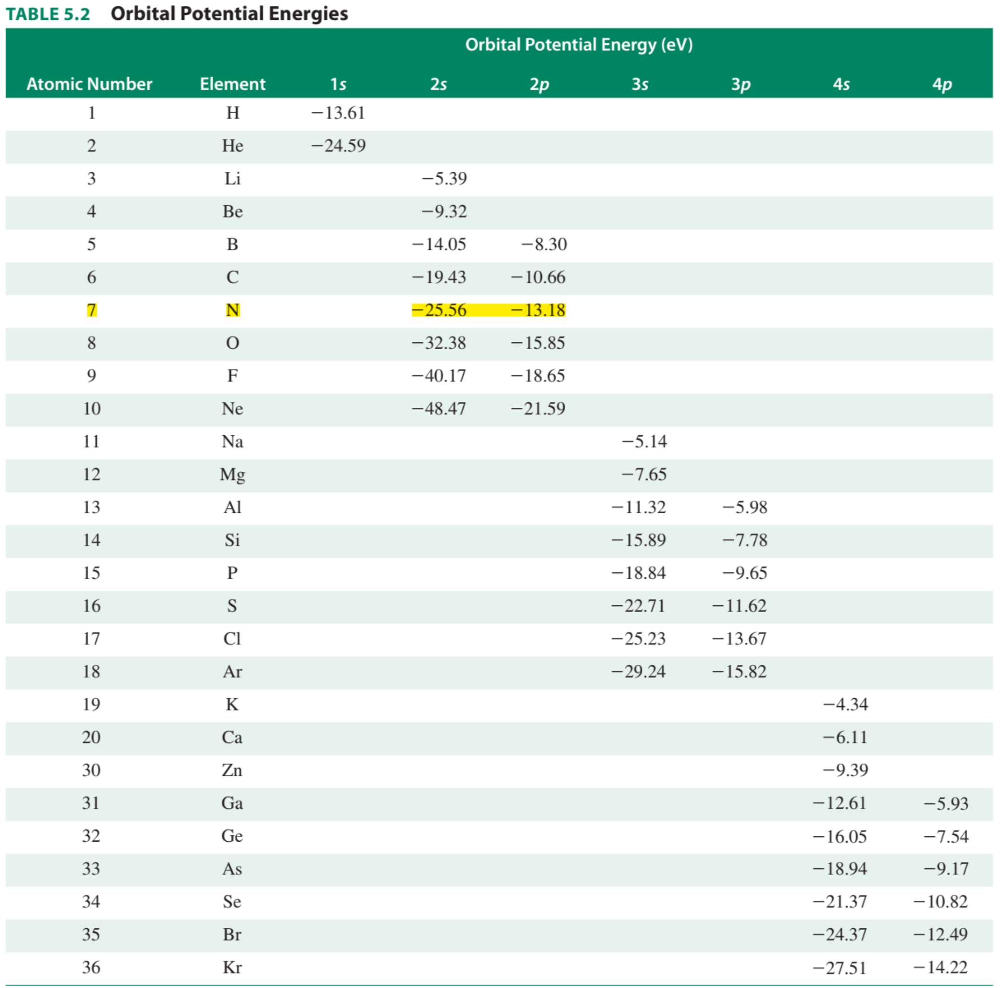 TABLE 5.2 Orbital Potential Energies
Orbital Potential Energy (eV)
Atomic Number Element 1s 2s 2p 3s 3p 4s 4p
1 H −13.61
2 He −24.59
3 Li −5.39
4 Be −9.32
5 B −14.05 −8.30
6 C −19.43 −10.66
7 N −25.56 −13.18
8 O −32.38 −15.85
9 F −40.17 −18.65
10 Ne −48.47 −21.59
11 Na −5.14
12 Mg −7.65
13 Al −11.32 −5.98
14 Si −15.89 −7.78
15 P −18.84 −9.65
16 S −22.71 −11.62
17 Cl −25.23 −13.67
18 Ar −29.24 −15.82
19 K −4.34
20 Ca −6.11
30 Zn −9.39
31 Ga −12.61 −5.93
32 Ge −16.05 −7.54
33 As −18.94 −9.17
34 Se −21.37 −10.82
35 Br −24.37 −12.49
36 Kr −27.51 −14.22